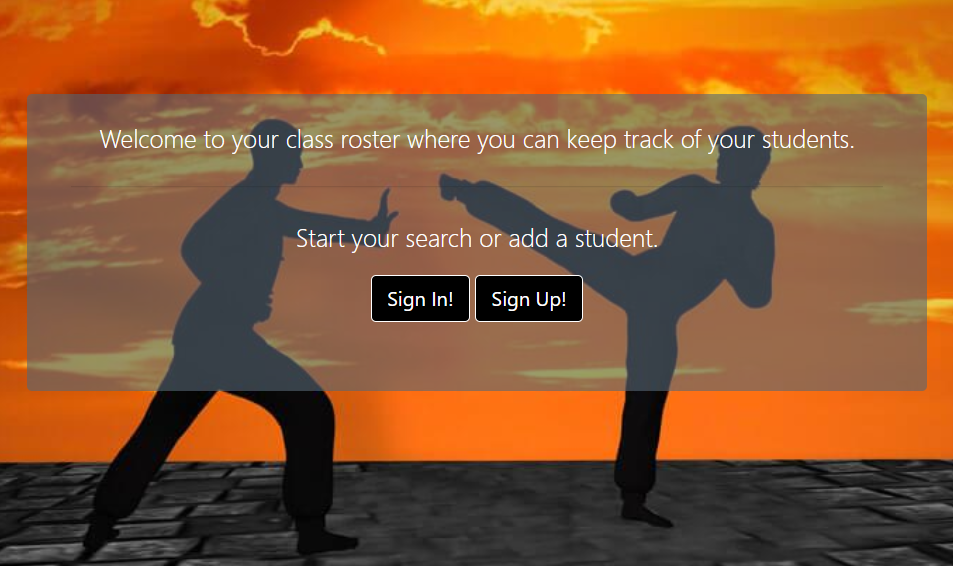 Welcome to your class roster where you can keep track of your students.
Start your search or add a student.
Sign In! Sign Up!